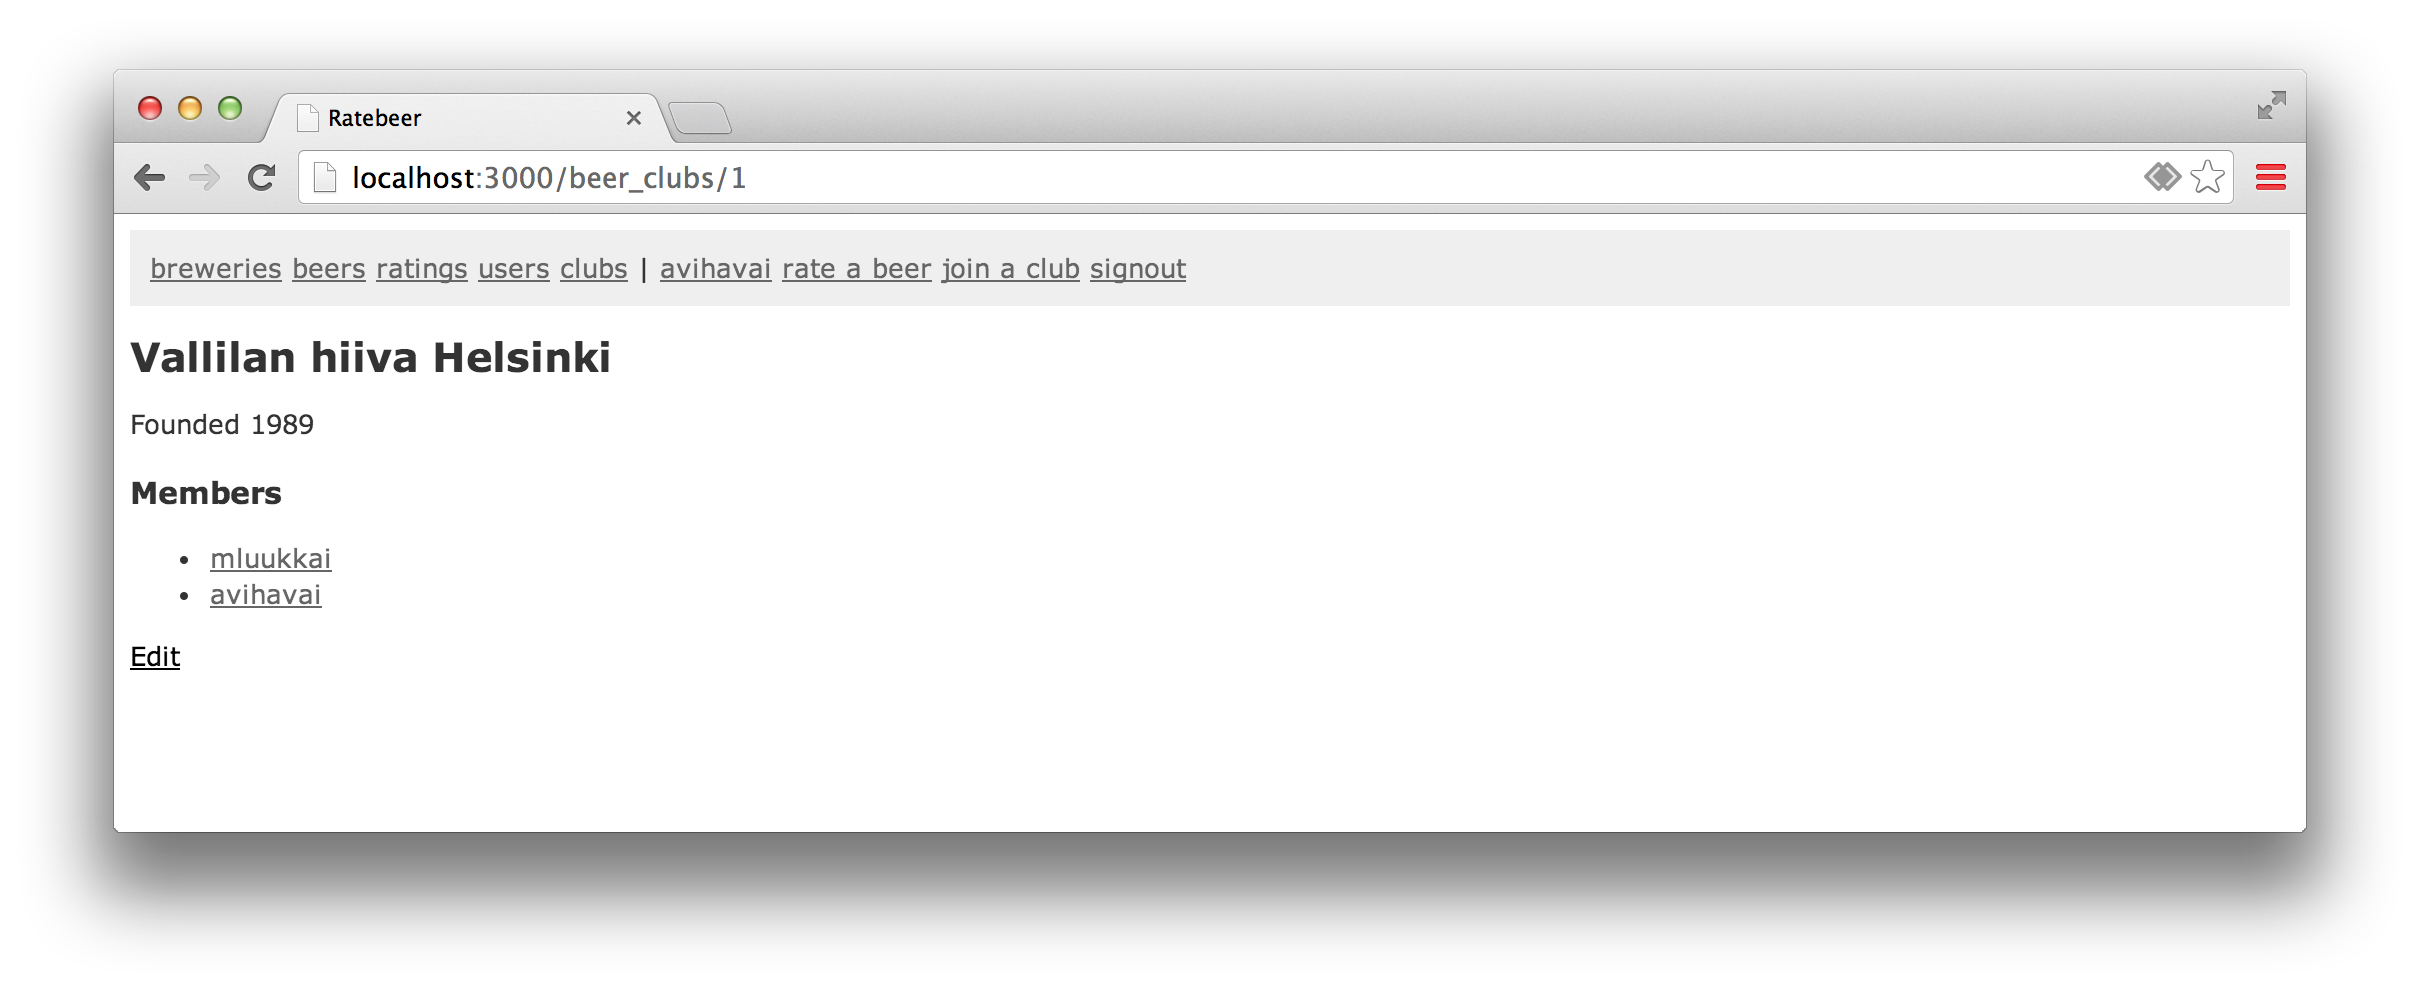 Ratebeer
localhost:3000/beer_clubs/1
breweries beers ratings users clubs | avihavai rate a beer join a club signout
Vallilan hiiva Helsinki
Founded 1989
Members
• mluukkai
• avihavai
Edit